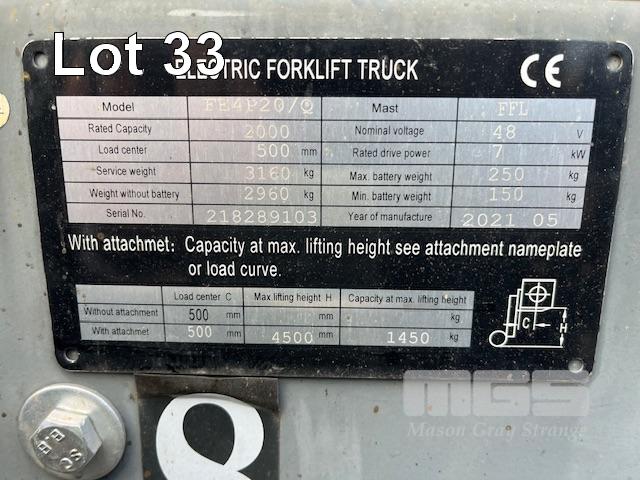 Lot 33
ELECTRIC FORKLIFT TRUCK CE
Model FE4P20/Q Mast FFL
Rated Capacity 2000 Nominal voltage 48 V
Load center 500 mm Rated drive power 7 kW
Service weight 3160 kg Max. battery weight 250 kg
Weight without battery 2960 kg Min. battery weight 150 kg
Serial No. 218289103 Year of manufacture 2021 05
With attachmet: Capacity at max. lifting height see attachment nameplate
or load curve.
Load center C Max lifting height H Capacity at max. lifting height
Without attachment 500 mm mm kg
With attachmet 500 mm 4500 mm 1450 kg
C H
8.8
SC
8
MGS
Mason Gray Strange